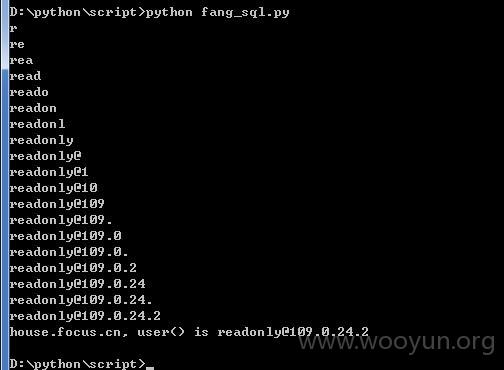 D:\python\script>python fang_sql.py
r
re
rea
read
reado
readon
readonl
readonly
readonly@
readonly@1
readonly@10
readonly@109
readonly@109.
readonly@109.0
readonly@109.0.
readonly@109.0.2
readonly@109.0.24
readonly@109.0.24.
readonly@109.0.24.2
house.focus.cn, user() is readonly@109.0.24.2
www.wooyun.org
D:\python\script>_